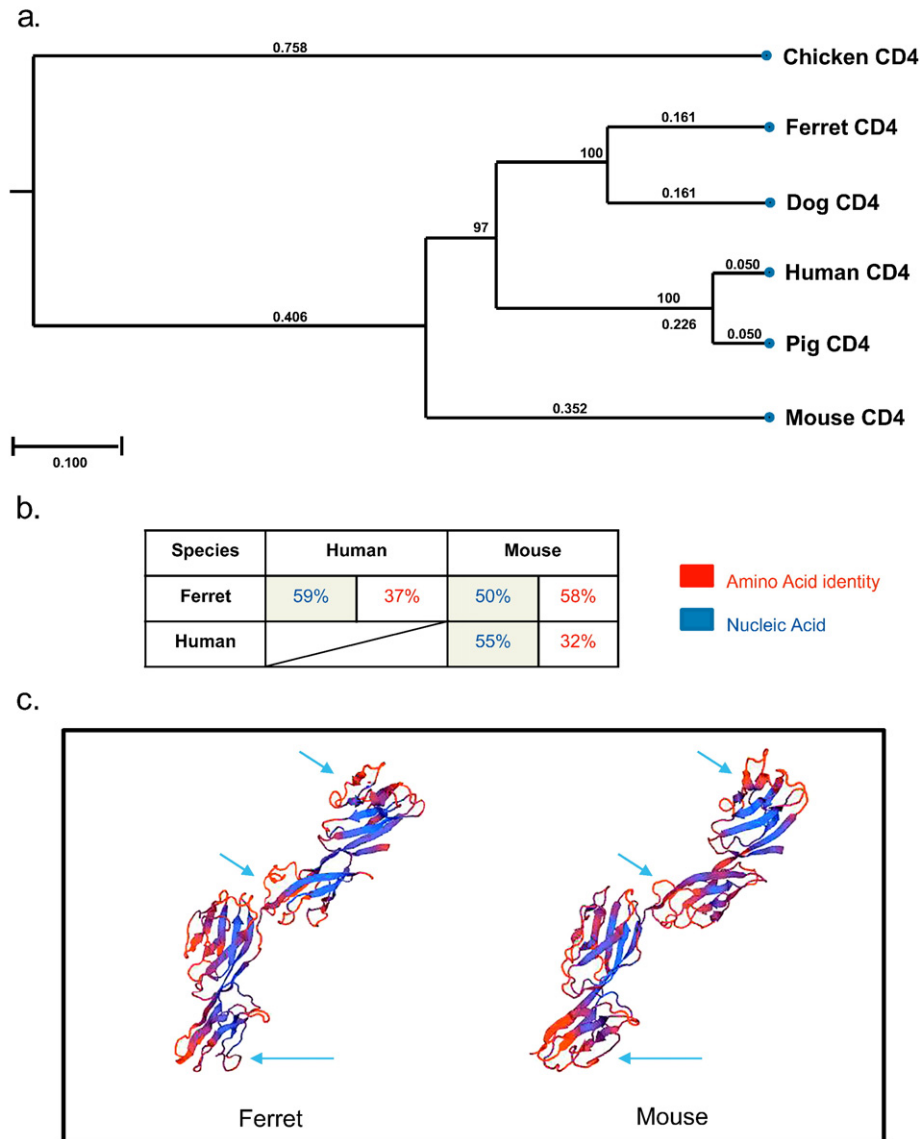 a.
0.758
Chicken CD4
0.161
Ferret CD4
100
0.161
Dog CD4
97
0.050
Human CD4
100
0.226
0.050
Pig CD4
0.406
0.352
Mouse CD4
0.100
b.
Species Human Mouse
Ferret 59% 37% 50% 58%
Human 55% 32%
Amino Acid identity
Nucleic Acid
c.
Ferret Mouse